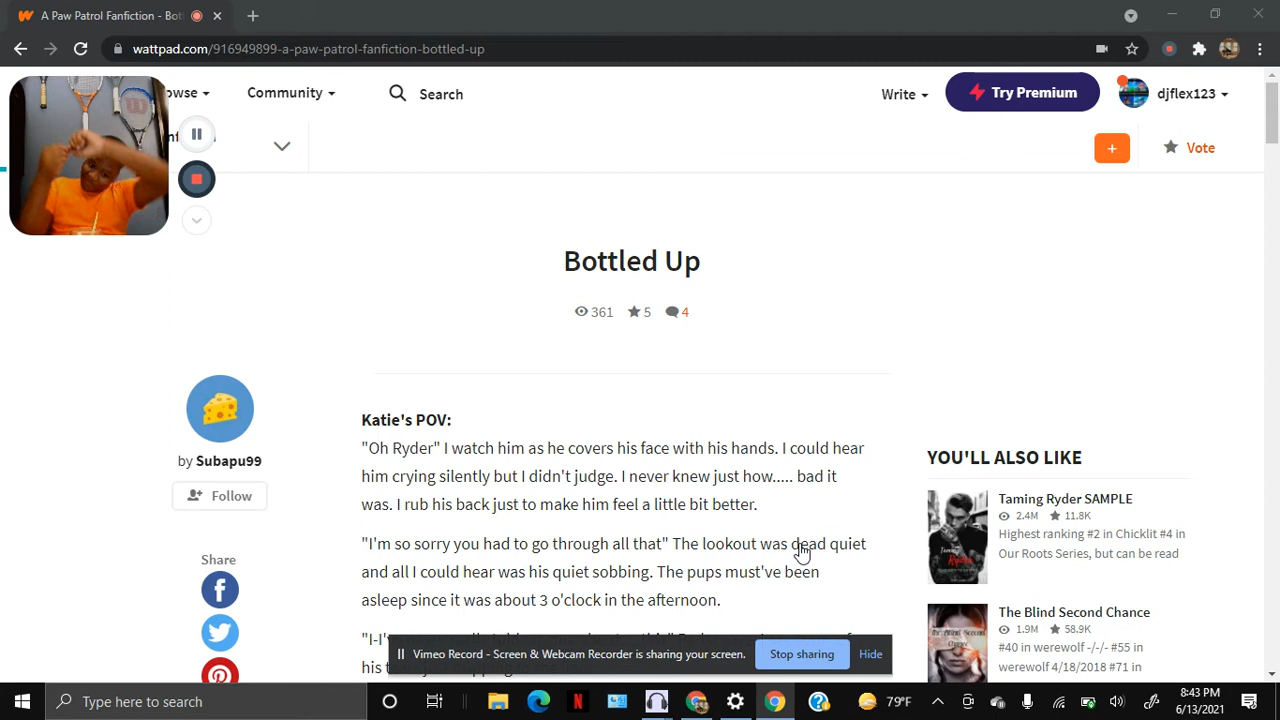 A Paw Patrol Fanfiction - Bot
wattpad.com/916949899-a-paw-patrol-fanfiction-bottled-up
owse
Community
Search
Write
Try Premium
djflex123
+
Vote
Bottled Up
361
5
4
Katie's POV:
"Oh Ryder" I watch him as he covers his face with his hands. I could hear
him crying silently but I didn't judge. I never knew just how..... bad it
was. I rub his back just to make him feel a little bit better.
"I'm so sorry you had to go through all that" The lookout was dead quiet
and all I could hear was his quiet sobbing. The pups must've been
asleep since it was about 3 o'clock in the afternoon.
by Subapu99
Follow
Share
YOU'LL ALSO LIKE
Taming Ryder SAMPLE
2.4M 11.8K
Highest ranking #2 in Chicklit #4 in
Our Roots Series, but can be read
The Blind Second Chance
1.9M 58.9K
#40 in werewolf -/-/- #55 in
werewolf 4/18/2018 #71 in
Vimeo Record - Screen & Webcam Recorder is sharing your screen.
Stop sharing
Hide
Type here to search
79°F
8:43 PM
6/13/2021